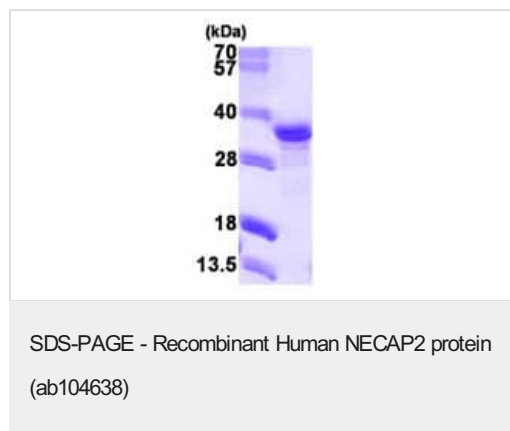 (kDa)
70
57
40
28
18
13.5
SDS-PAGE - Recombinant Human NECAP2 protein
(ab104638)